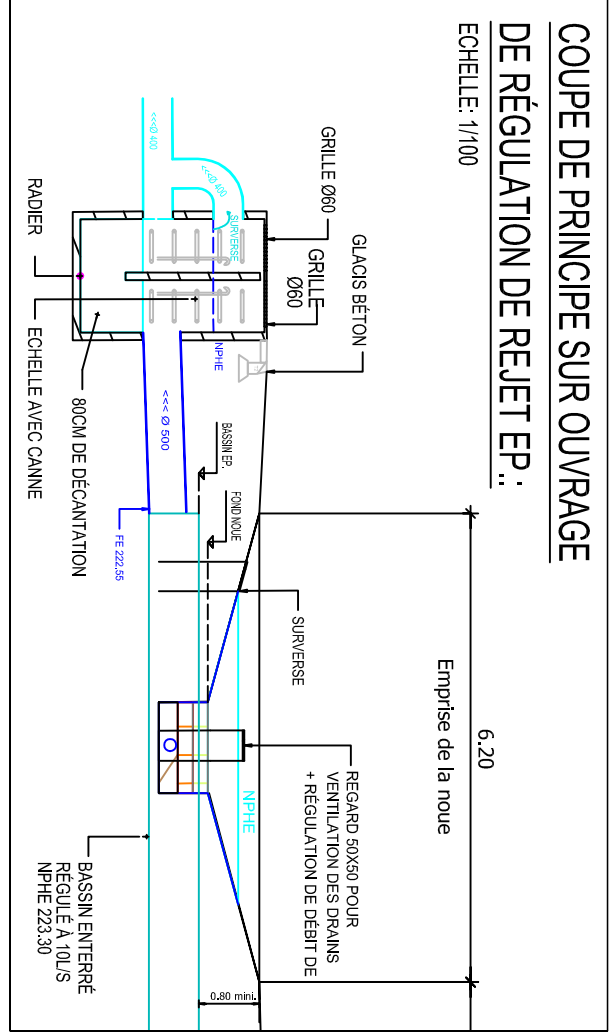 COUPE DE PRINCIPE SUR OUVRAGE
DE RÉGULATION DE REJET EP.:
ECHELLE: 1/100
6.20
Emprise de la noue
GRILLE Ø60
GLACIS BÉTON
GRILLE
Ø60
<<<Ø 400
<<<Ø 400
SURVERSE
NPHE
RADIER
ECHELLE AVEC CANNE
80CM DE DÉCANTATION
<<< Ø 500
BASSIN EP.
FOND NOUE
FE 222.55
SURVERSE
REGARD 50X50 POUR
VENTILATION DES DRAINS
+ RÉGULATION DE DÉBIT DE
NPHE
0.80 mini.
BASSIN ENTERRÉ
RÉGULÉ À 10L/S
NPHE 223.30